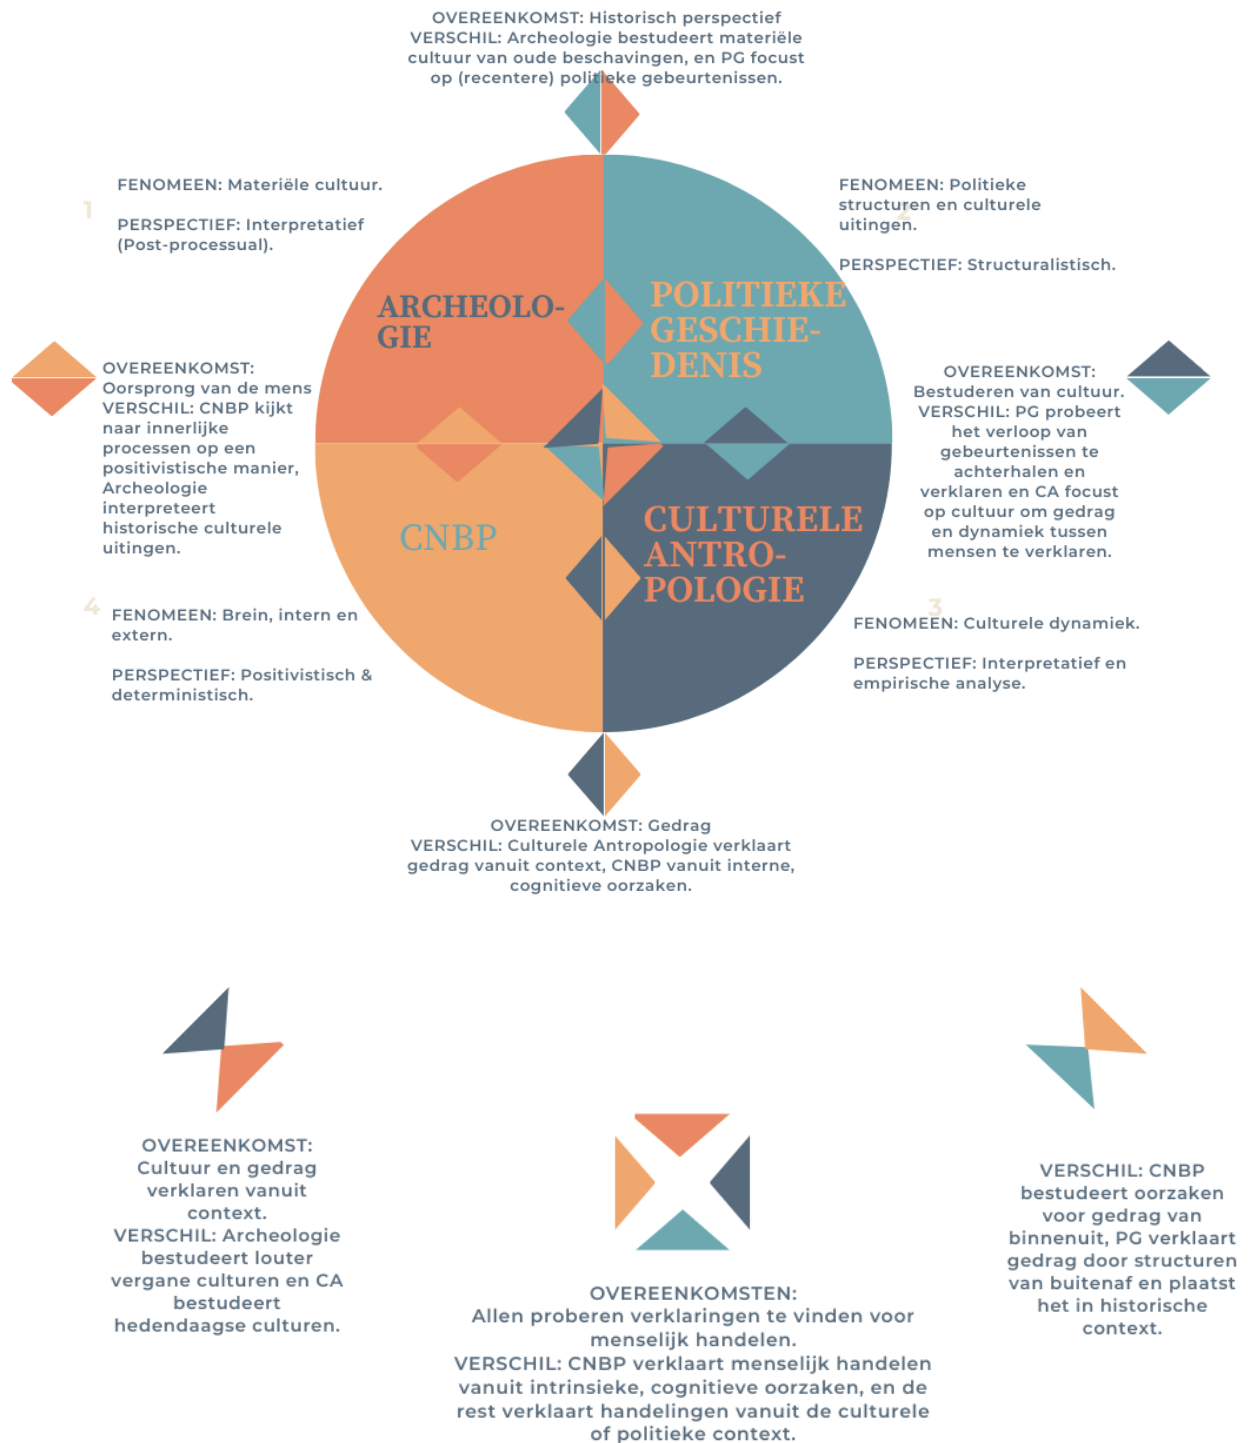 OVEREENKOMST: Historisch perspectief
VERSCHIL: Archeologie bestudeert materiële
cultuur van oude beschavingen, en PG focust
op (recentere) politieke gebeurtenissen.
1
FENOMEEN: Materiële cultuur.
PERSPECTIEF: Interpretatief
(Post-processual).
2
FENOMEEN: Politieke
structuren en culturele
uitingen.
PERSPECTIEF: Structuralistisch.
ARCHEOLO-
GIE
POLITIEKE
GESCHIE-
DENIS
OVEREENKOMST:
Oorsprong van de mens
VERSCHIL: CNBP kijkt
naar innerlijke
processen op een
positivistische manier,
Archeologie
interpreteert
historische culturele
uitingen.
OVEREENKOMST:
Bestuderen van cultuur.
VERSCHIL: PG probeert
het verloop van
gebeurtenissen te
achterhalen en
verklaren en CA focust
op cultuur om gedrag
en dynamiek tussen
mensen te verklaren.
CNBP
CULTURELE
ANTRO-
POLOGIE
4
FENOMEEN: Brein, intern en
extern.
PERSPECTIEF: Positivistisch &
deterministisch.
3
FENOMEEN: Culturele dynamiek.
PERSPECTIEF: Interpretatief en
empirische analyse.
OVEREENKOMST: Gedrag
VERSCHIL: Culturele Antropologie verklaart
gedrag vanuit context, CNBP vanuit interne,
cognitieve oorzaken.
OVEREENKOMST:
Cultuur en gedrag
verklaren vanuit
context.
VERSCHIL: Archeologie
bestudeert louter
vergane culturen en CA
bestudeert
hedendaagse culturen.
OVEREENKOMSTEN:
Allen proberen verklaringen te vinden voor
menselijk handelen.
VERSCHIL: CNBP verklaart menselijk handelen
vanuit intrinsieke, cognitieve oorzaken, en de
rest verklaart handelingen vanuit de culturele
of politieke context.
VERSCHIL: CNBP
bestudeert oorzaken
voor gedrag van
binnenuit, PG verklaart
gedrag door structuren
van buitenaf en plaatst
het in historische
context.